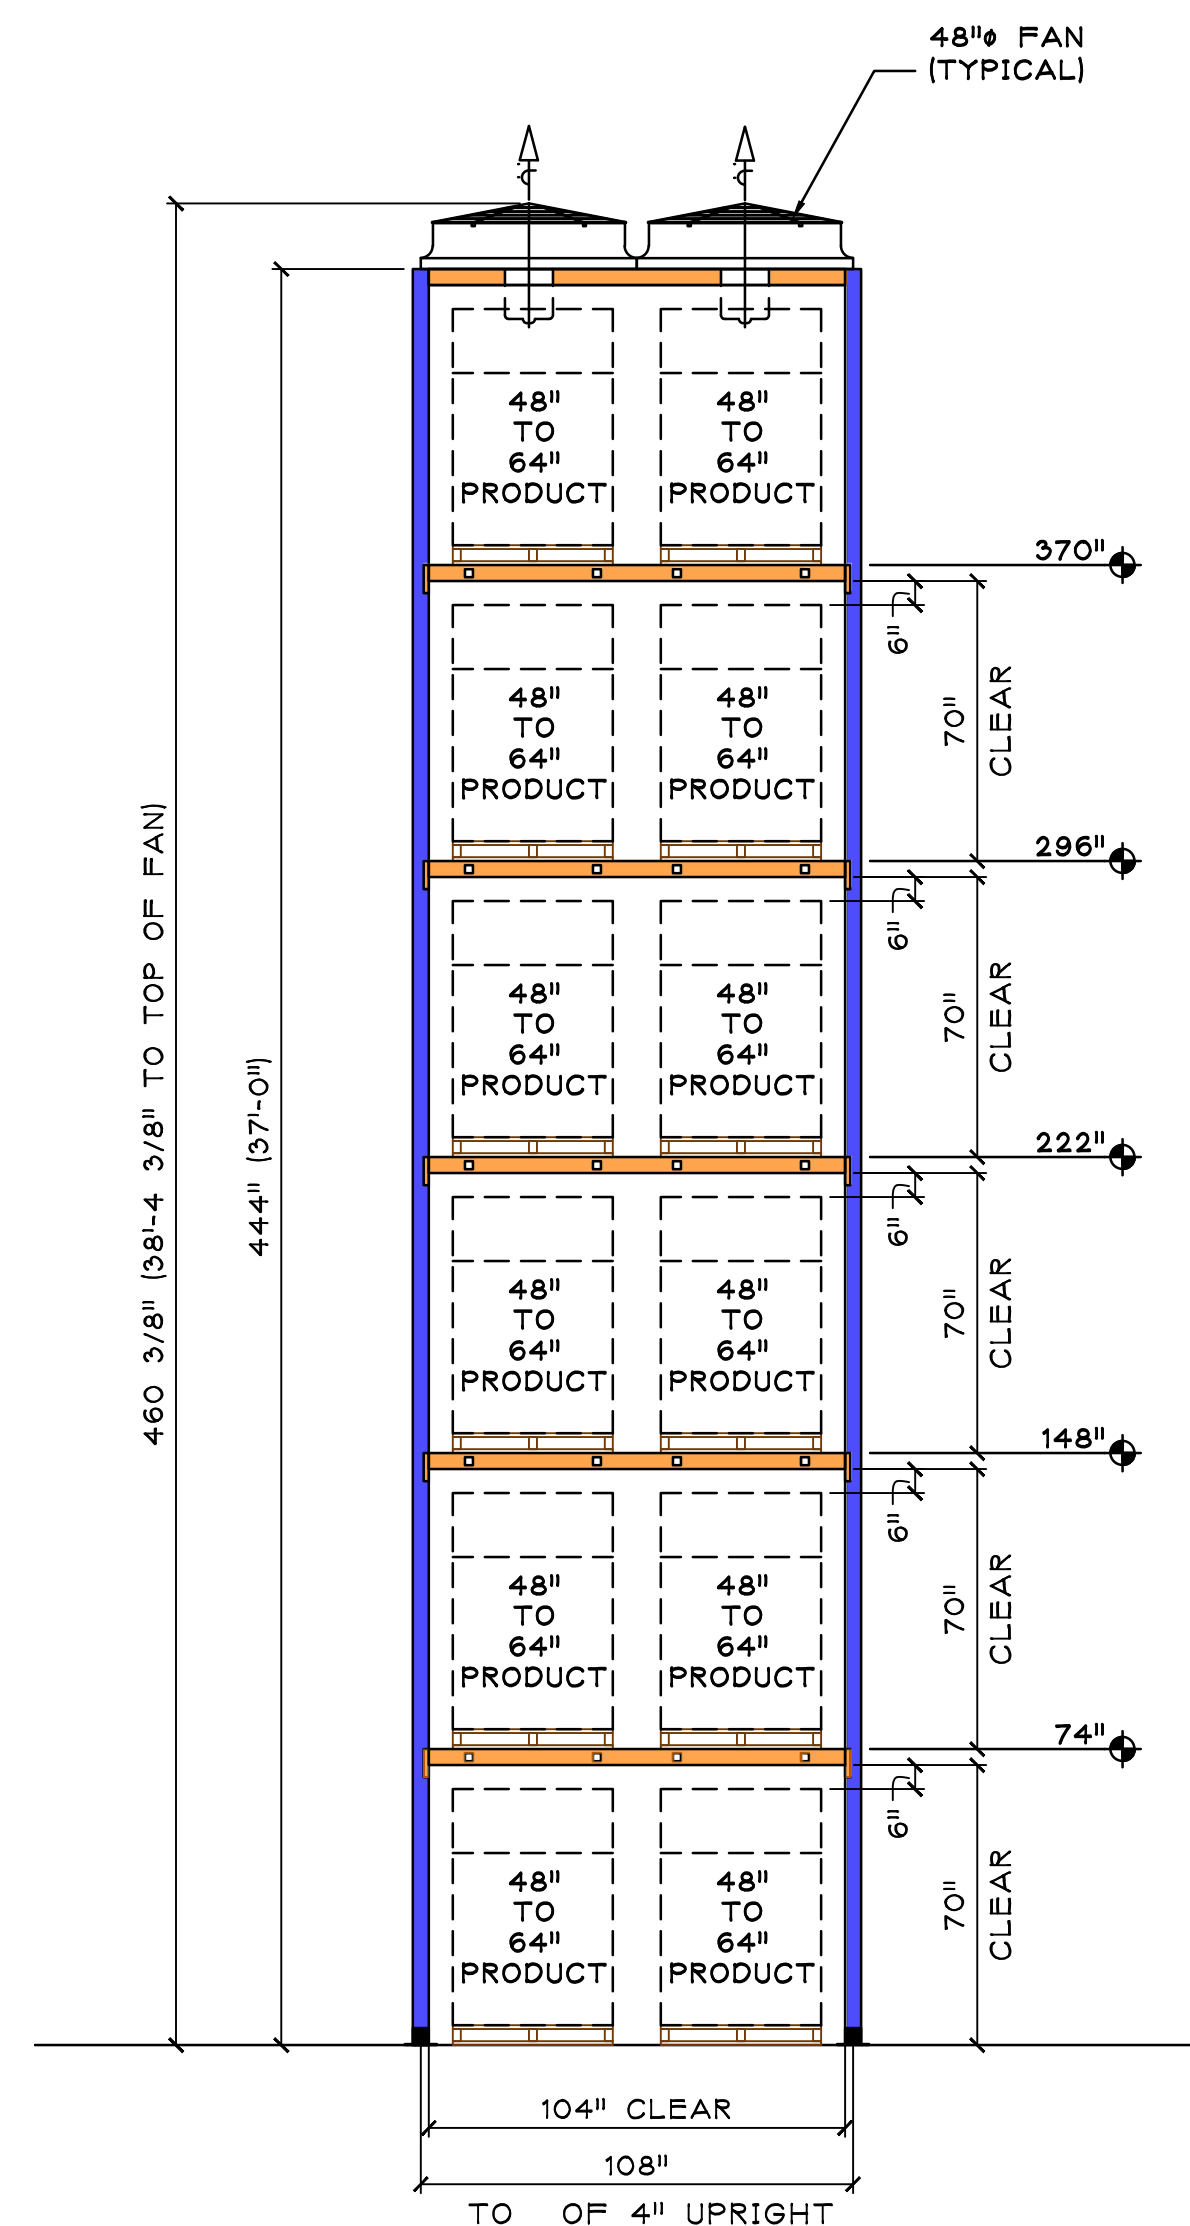 48"ø FAN
(TYPICAL)
48"
TO
64"
PRODUCT
48"
TO
64"
PRODUCT
370"
6"
70"
CLEAR
48"
TO
64"
PRODUCT
48"
TO
64"
PRODUCT
296"
6"
70"
CLEAR
48"
TO
64"
PRODUCT
48"
TO
64"
PRODUCT
222"
6"
70"
CLEAR
48"
TO
64"
PRODUCT
48"
TO
64"
PRODUCT
148"
6"
70"
CLEAR
48"
TO
64"
PRODUCT
48"
TO
64"
PRODUCT
74"
6"
70"
CLEAR
48"
TO
64"
PRODUCT
48"
TO
64"
PRODUCT
460 3/8" (38'-4 3/8" TO TOP OF FAN)
444" (37'-0")
104" CLEAR
108"
TO OF 4" UPRIGHT